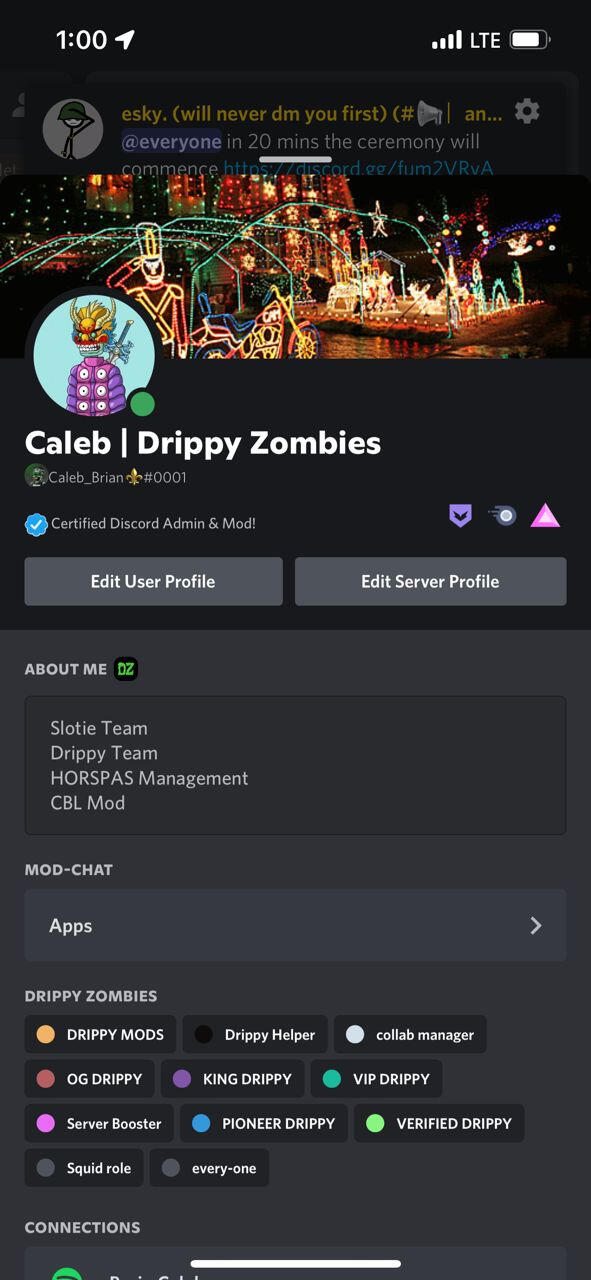 1:00 LTE
esky. (will never dm you first) (# | an...
@everyone in 20 mins the ceremony will
commence https://discord.gg/fum2VRvA
CAM
Caleb | Drippy Zombies
Caleb_Brian⚜#0001
Certified Discord Admin & Mod!
Edit User Profile Edit Server Profile
ABOUT ME DZ
Slotie Team
Drippy Team
HORSPAS Management
CBL Mod
MOD-CHAT
Apps
DRIPPY ZOMBIES
DRIPPY MODS Drippy Helper collab manager
OG DRIPPY KING DRIPPY VIP DRIPPY
Server Booster PIONEER DRIPPY VERIFIED DRIPPY
Squid role every-one
CONNECTIONS